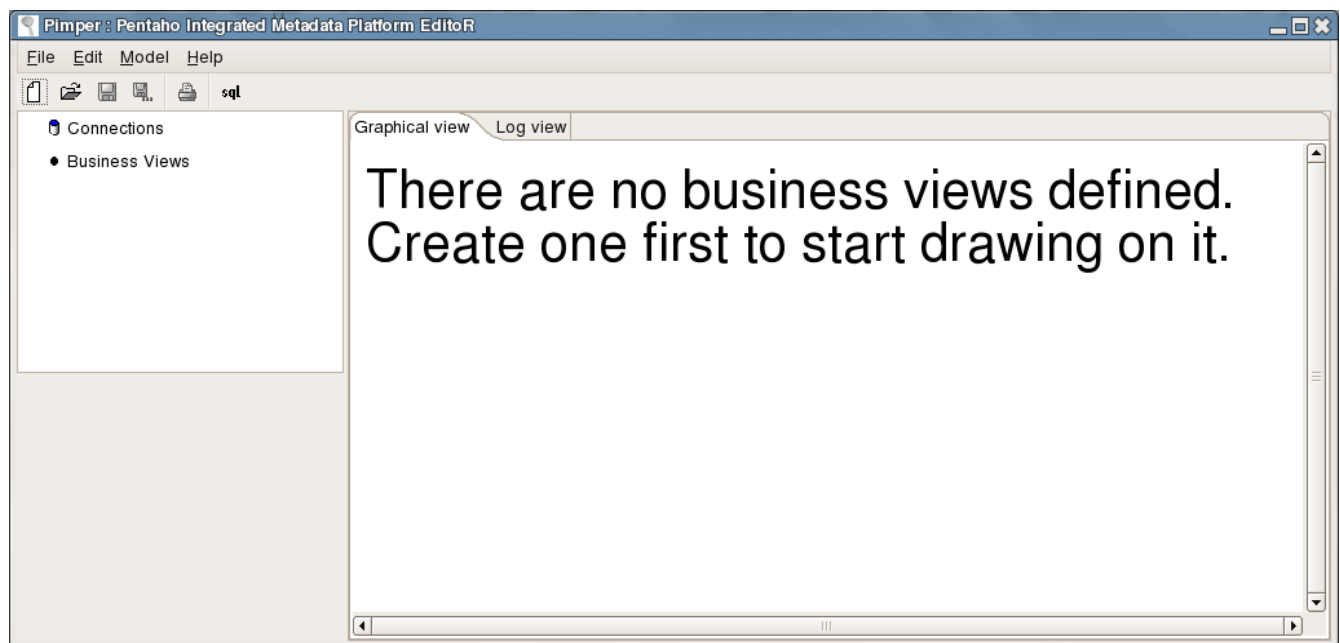 Pimper : Pentaho Integrated Metadata Platform EditoR
File Edit Model Help
sql
Connections
Business Views
Graphical view Log view
There are no business views defined.
Create one first to start drawing on it.